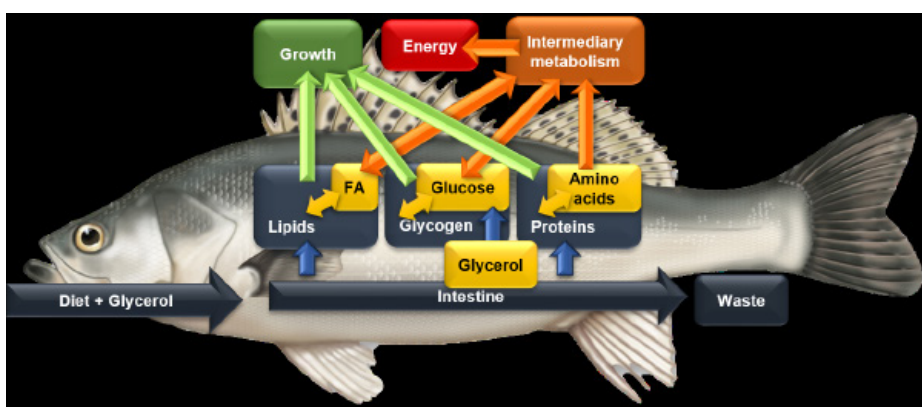 Growth
Energy
Intermediary
metabolism
FA
Lipids
Glucose
Glycogen
Amino
acids
Proteins
Glycerol
Diet + Glycerol
Intestine
Waste